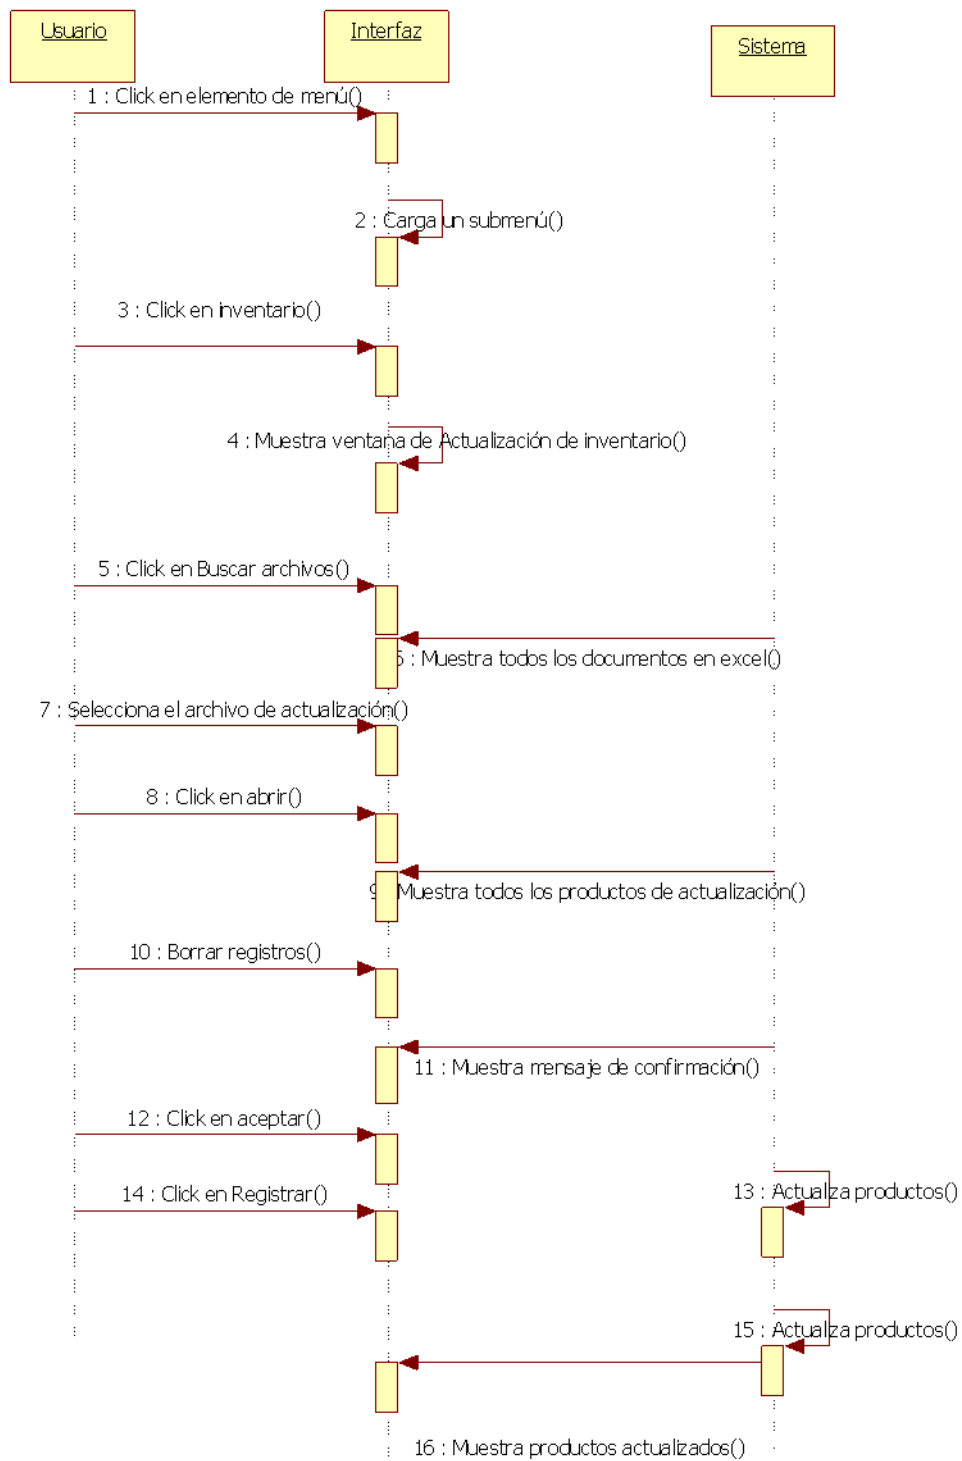 Usuario
Interfaz
Sistema
1 : Click en elemento de menú()
2 : Carga un submenú()
3 : Click en inventario()
4 : Muestra ventana de Actualización de inventario()
5 : Click en Buscar archivos()
6 : Muestra todos los documentos en excel()
7 : Selecciona el archivo de actualización()
8 : Click en abrir()
9 : Muestra todos los productos de actualización()
10 : Borrar registros()
11 : Muestra mensaje de confirmación()
12 : Click en aceptar()
13 : Actualiza productos()
14 : Click en Registrar()
15 : Actualiza productos()
16 : Muestra productos actualizados()